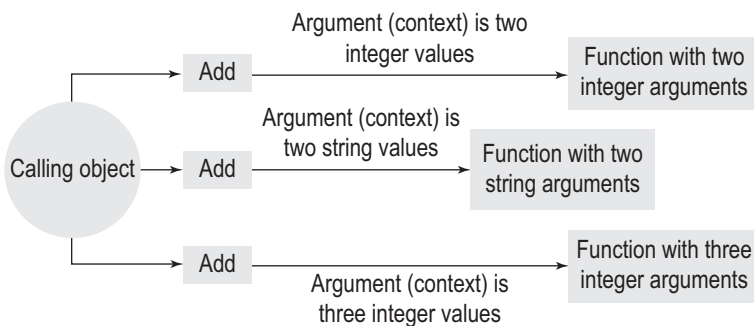 Argument (context) is two
integer values
Add
Function with two
integer arguments
Argument (context) is
two string values
Calling object
Add
Function with two
string arguments
Add
Function with three
integer arguments
Argument (context) is
three integer values